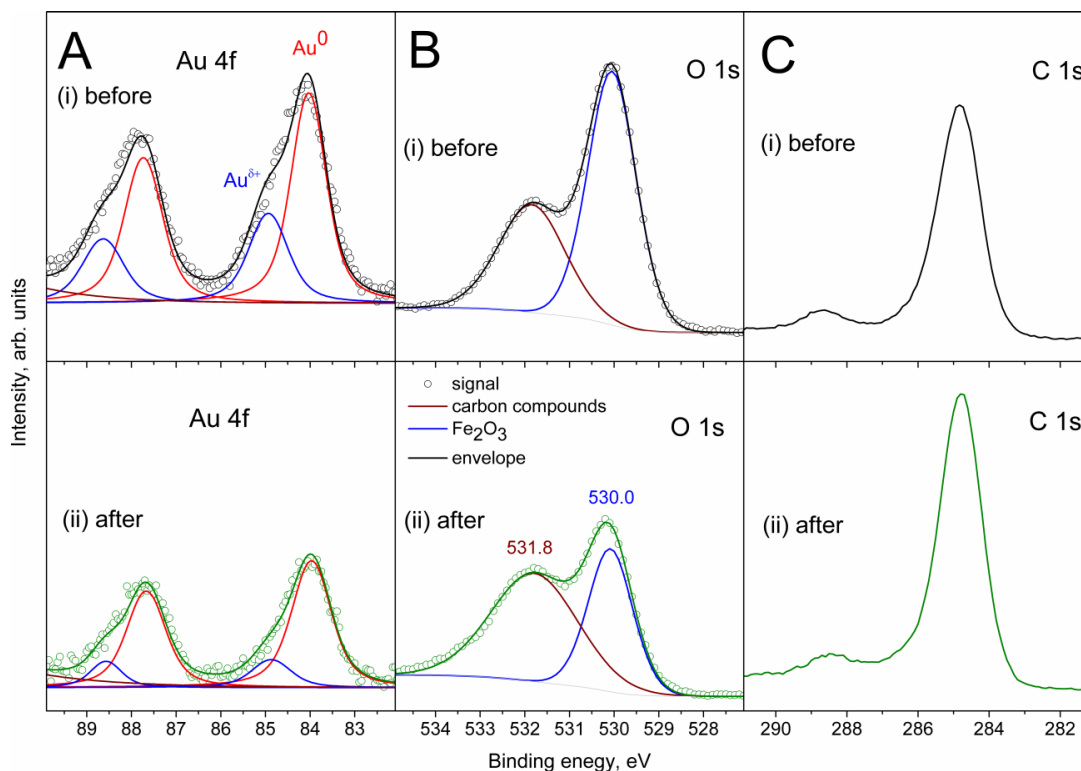 A
Au 4f
Au0
(i) before
Auδ+
B
O 1s
(i) before
C
C 1s
(i) before
Intensity, arb. units
Au 4f
(ii) after
signal
carbon compounds
Fe2O3
envelope
O 1s
(ii) after
531.8
530.0
C 1s
(ii) after
89 88 87 86 85 84 83
534 533 532 531 530 529 528
290 288 286 284 282
Binding enegy, eV